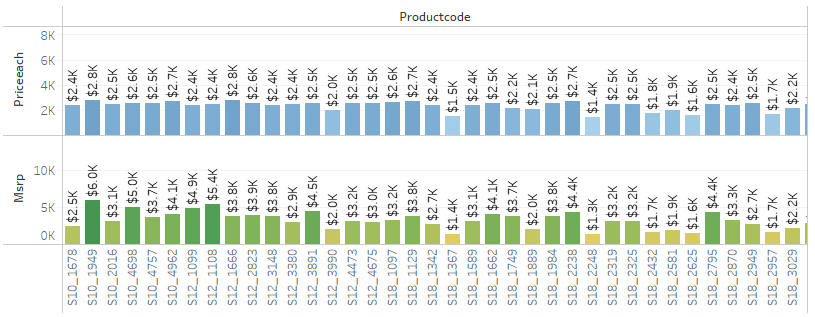 Productcode
Priceeach
8K
6K
4K
2K
$2.4K $2.8K $2.5K $2.6K $2.5K $2.7K $2.4K $2.4K $2.8K $2.6K $2.4K $2.4K $2.5K $2.0K $2.5K $2.5K $2.6K $2.7K $2.4K $1.5K $2.4K $2.5K $2.2K $2.1K $2.5K $2.7K $1.4K $2.5K $2.5K $1.8K $1.9K $1.6K $2.5K $2.4K $2.5K $1.7K $2.2K
Msrp
10K
5K
0K
$2.5K $6.0K $3.1K $5.0K $3.7K $4.1K $4.9K $5.4K $3.8K $3.9K $3.8K $2.9K $4.5K $2.0K $3.2K $3.0K $3.2K $3.8K $2.7K $1.4K $3.1K $4.1K $3.7K $2.0K $3.8K $4.4K $1.3K $3.2K $3.2K $1.7K $1.9K $1.6K $4.4K $3.3K $2.7K $1.7K $2.2K
S10_1678 S10_1949 S10_2016 S10_4698 S10_4757 S10_4962 S12_1099 S12_1108 S12_1666 S12_2823 S12_3148 S12_3380 S12_3891 S12_3990 S12_4473 S12_4675 S18_1097 S18_1129 S18_1342 S18_1367 S18_1589 S18_1662 S18_1749 S18_1889 S18_1984 S18_2238 S18_2248 S18_2319 S18_2325 S18_2432 S18_2581 S18_2625 S18_2795 S18_2870 S18_2949 S18_2957 S18_3029